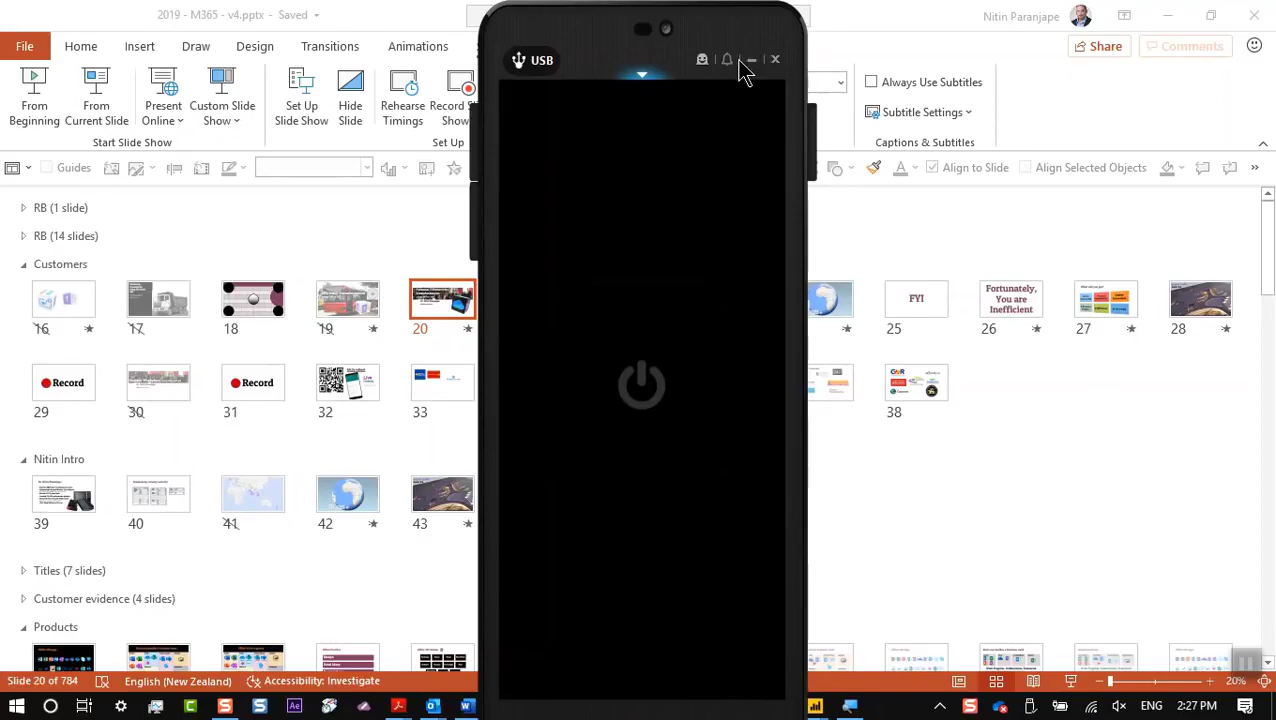 2019 - M365 - v4.pptx - Saved
Nitin Paranjape
File
Home
Insert
Draw
Design
Transitions
Animations
Share
Comments
USB
From Beginning
From Current Slide
Present Online
Custom Slide Show
Set Up Slide Show
Hide Slide
Rehearse Timings
Record
Always Use Subtitles
Subtitle Settings
Start Slide Show
Set Up
Captions & Subtitles
Guides
Align to Slide
Align Selected Objects
RB (1 slide)
RB (14 slides)
Customers
FYI
Fortunately, You are Inefficient
16
17
18
19
20
25
26
27
28
Record
Record
29
30
31
32
33
38
Nitin Intro
39
40
41
42
43
Titles (7 slides)
Customer evidence (4 slides)
Products
Slide 20 of 784
English (New Zealand)
Accessibility: Investigate
20%
ENG
2:27 PM